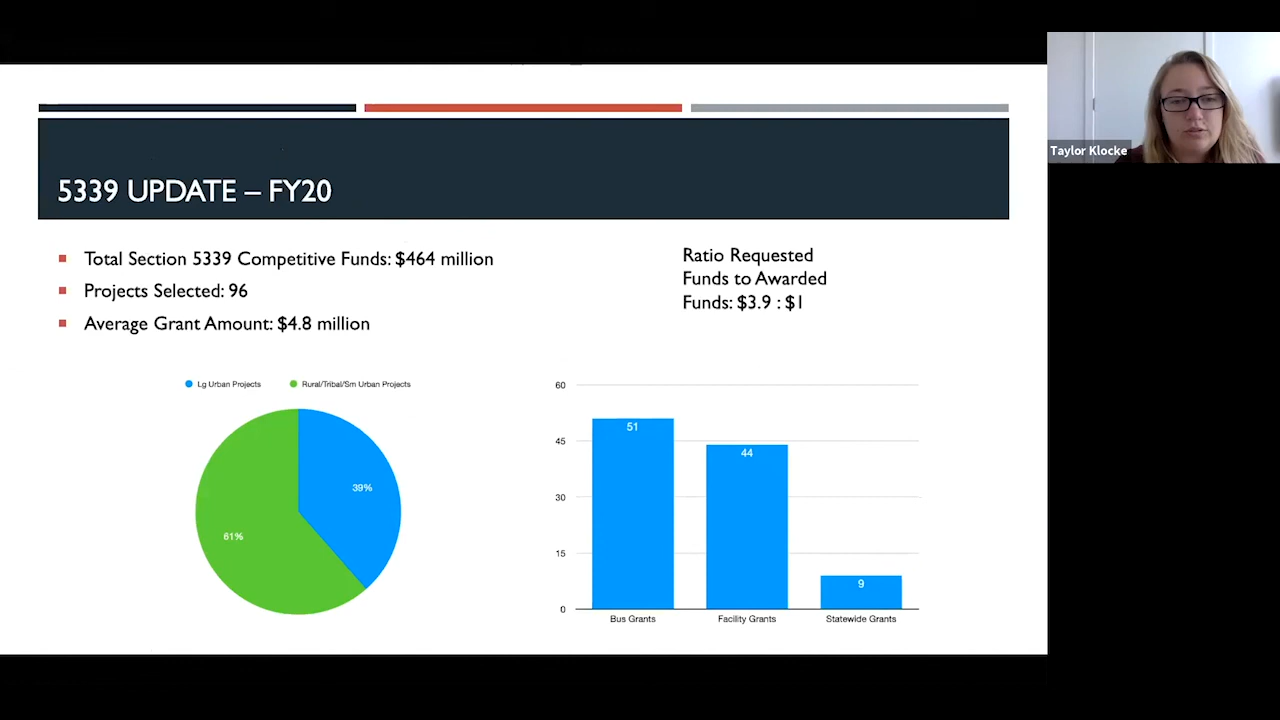 5339 UPDATE – FY20
Total Section 5339 Competitive Funds: $464 million
Projects Selected: 96
Average Grant Amount: $4.8 million
Ratio Requested
Funds to Awarded
Funds: $3.9 : $1
Lg Urban Projects
Rural/Tribal/Sm Urban Projects
39%
61%
60
45
30
15
0
51
44
9
Bus Grants
Facility Grants
Statewide Grants
Taylor Klocke